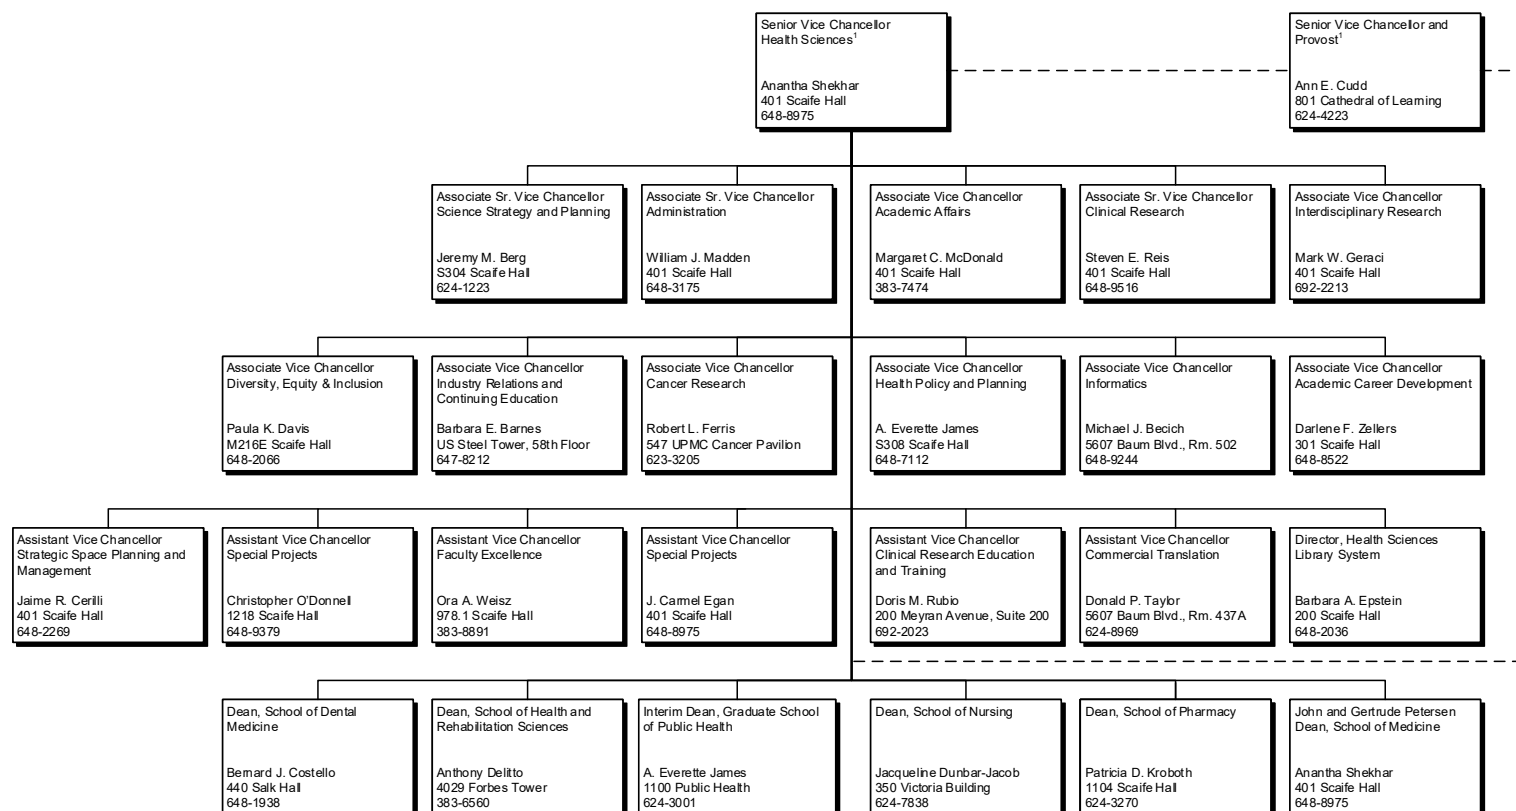 Senior Vice Chancellor
Health Sciences¹
Anantha Shekhar
401 Scaife Hall
648-8975
Senior Vice Chancellor and
Provost¹
Ann E. Cudd
801 Cathedral of Learning
624-4223
Associate Sr. Vice Chancellor
Science Strategy and Planning
Jeremy M. Berg
S304 Scaife Hall
624-1223
Associate Sr. Vice Chancellor
Administration
William J. Madden
401 Scaife Hall
648-3175
Associate Vice Chancellor
Academic Affairs
Margaret C. McDonald
401 Scaife Hall
383-7474
Associate Sr. Vice Chancellor
Clinical Research
Steven E. Reis
401 Scaife Hall
648-9516
Associate Vice Chancellor
Interdisciplinary Research
Mark W. Geraci
401 Scaife Hall
692-2213
Associate Vice Chancellor
Diversity, Equity & Inclusion
Paula K. Davis
M216E Scaife Hall
648-2066
Associate Vice Chancellor
Industry Relations and
Continuing Education
Barbara E. Barnes
US Steel Tower, 58th Floor
647-8212
Associate Vice Chancellor
Cancer Research
Robert L. Ferris
547 UPMC Cancer Pavilion
623-3205
Associate Vice Chancellor
Health Policy and Planning
A. Everette James
S308 Scaife Hall
648-7112
Associate Vice Chancellor
Informatics
Michael J. Becich
5607 Baum Blvd., Rm. 502
648-9244
Associate Vice Chancellor
Academic Career Development
Darlene F. Zellers
301 Scaife Hall
648-8522
Assistant Vice Chancellor
Strategic Space Planning and
Management
Jaime R. Cerilli
401 Scaife Hall
648-2269
Assistant Vice Chancellor
Special Projects
Christopher O'Donnell
1218 Scaife Hall
648-9379
Assistant Vice Chancellor
Faculty Excellence
Ora A. Weisz
978.1 Scaife Hall
383-8891
Assistant Vice Chancellor
Special Projects
J. Carmel Egan
401 Scaife Hall
648-8975
Assistant Vice Chancellor
Clinical Research Education
and Training
Doris M. Rubio
200 Meyran Avenue, Suite 200
692-2023
Assistant Vice Chancellor
Commercial Translation
Donald P. Taylor
5607 Baum Blvd., Rm. 437A
624-8969
Director, Health Sciences
Library System
Barbara A. Epstein
200 Scaife Hall
648-2036
Dean, School of Dental
Medicine
Bernard J. Costello
440 Salk Hall
648-1938
Dean, School of Health and
Rehabilitation Sciences
Anthony Delitto
4029 Forbes Tower
383-6560
Interim Dean, Graduate School
of Public Health
A. Everette James
1100 Public Health
624-3001
Dean, School of Nursing
Jacqueline Dunbar-Jacob
350 Victoria Building
624-7838
Dean, School of Pharmacy
Patricia D. Kroboth
1104 Scaife Hall
624-3270
John and Gertrude Petersen
Dean, School of Medicine
Anantha Shekhar
401 Scaife Hall
648-8975